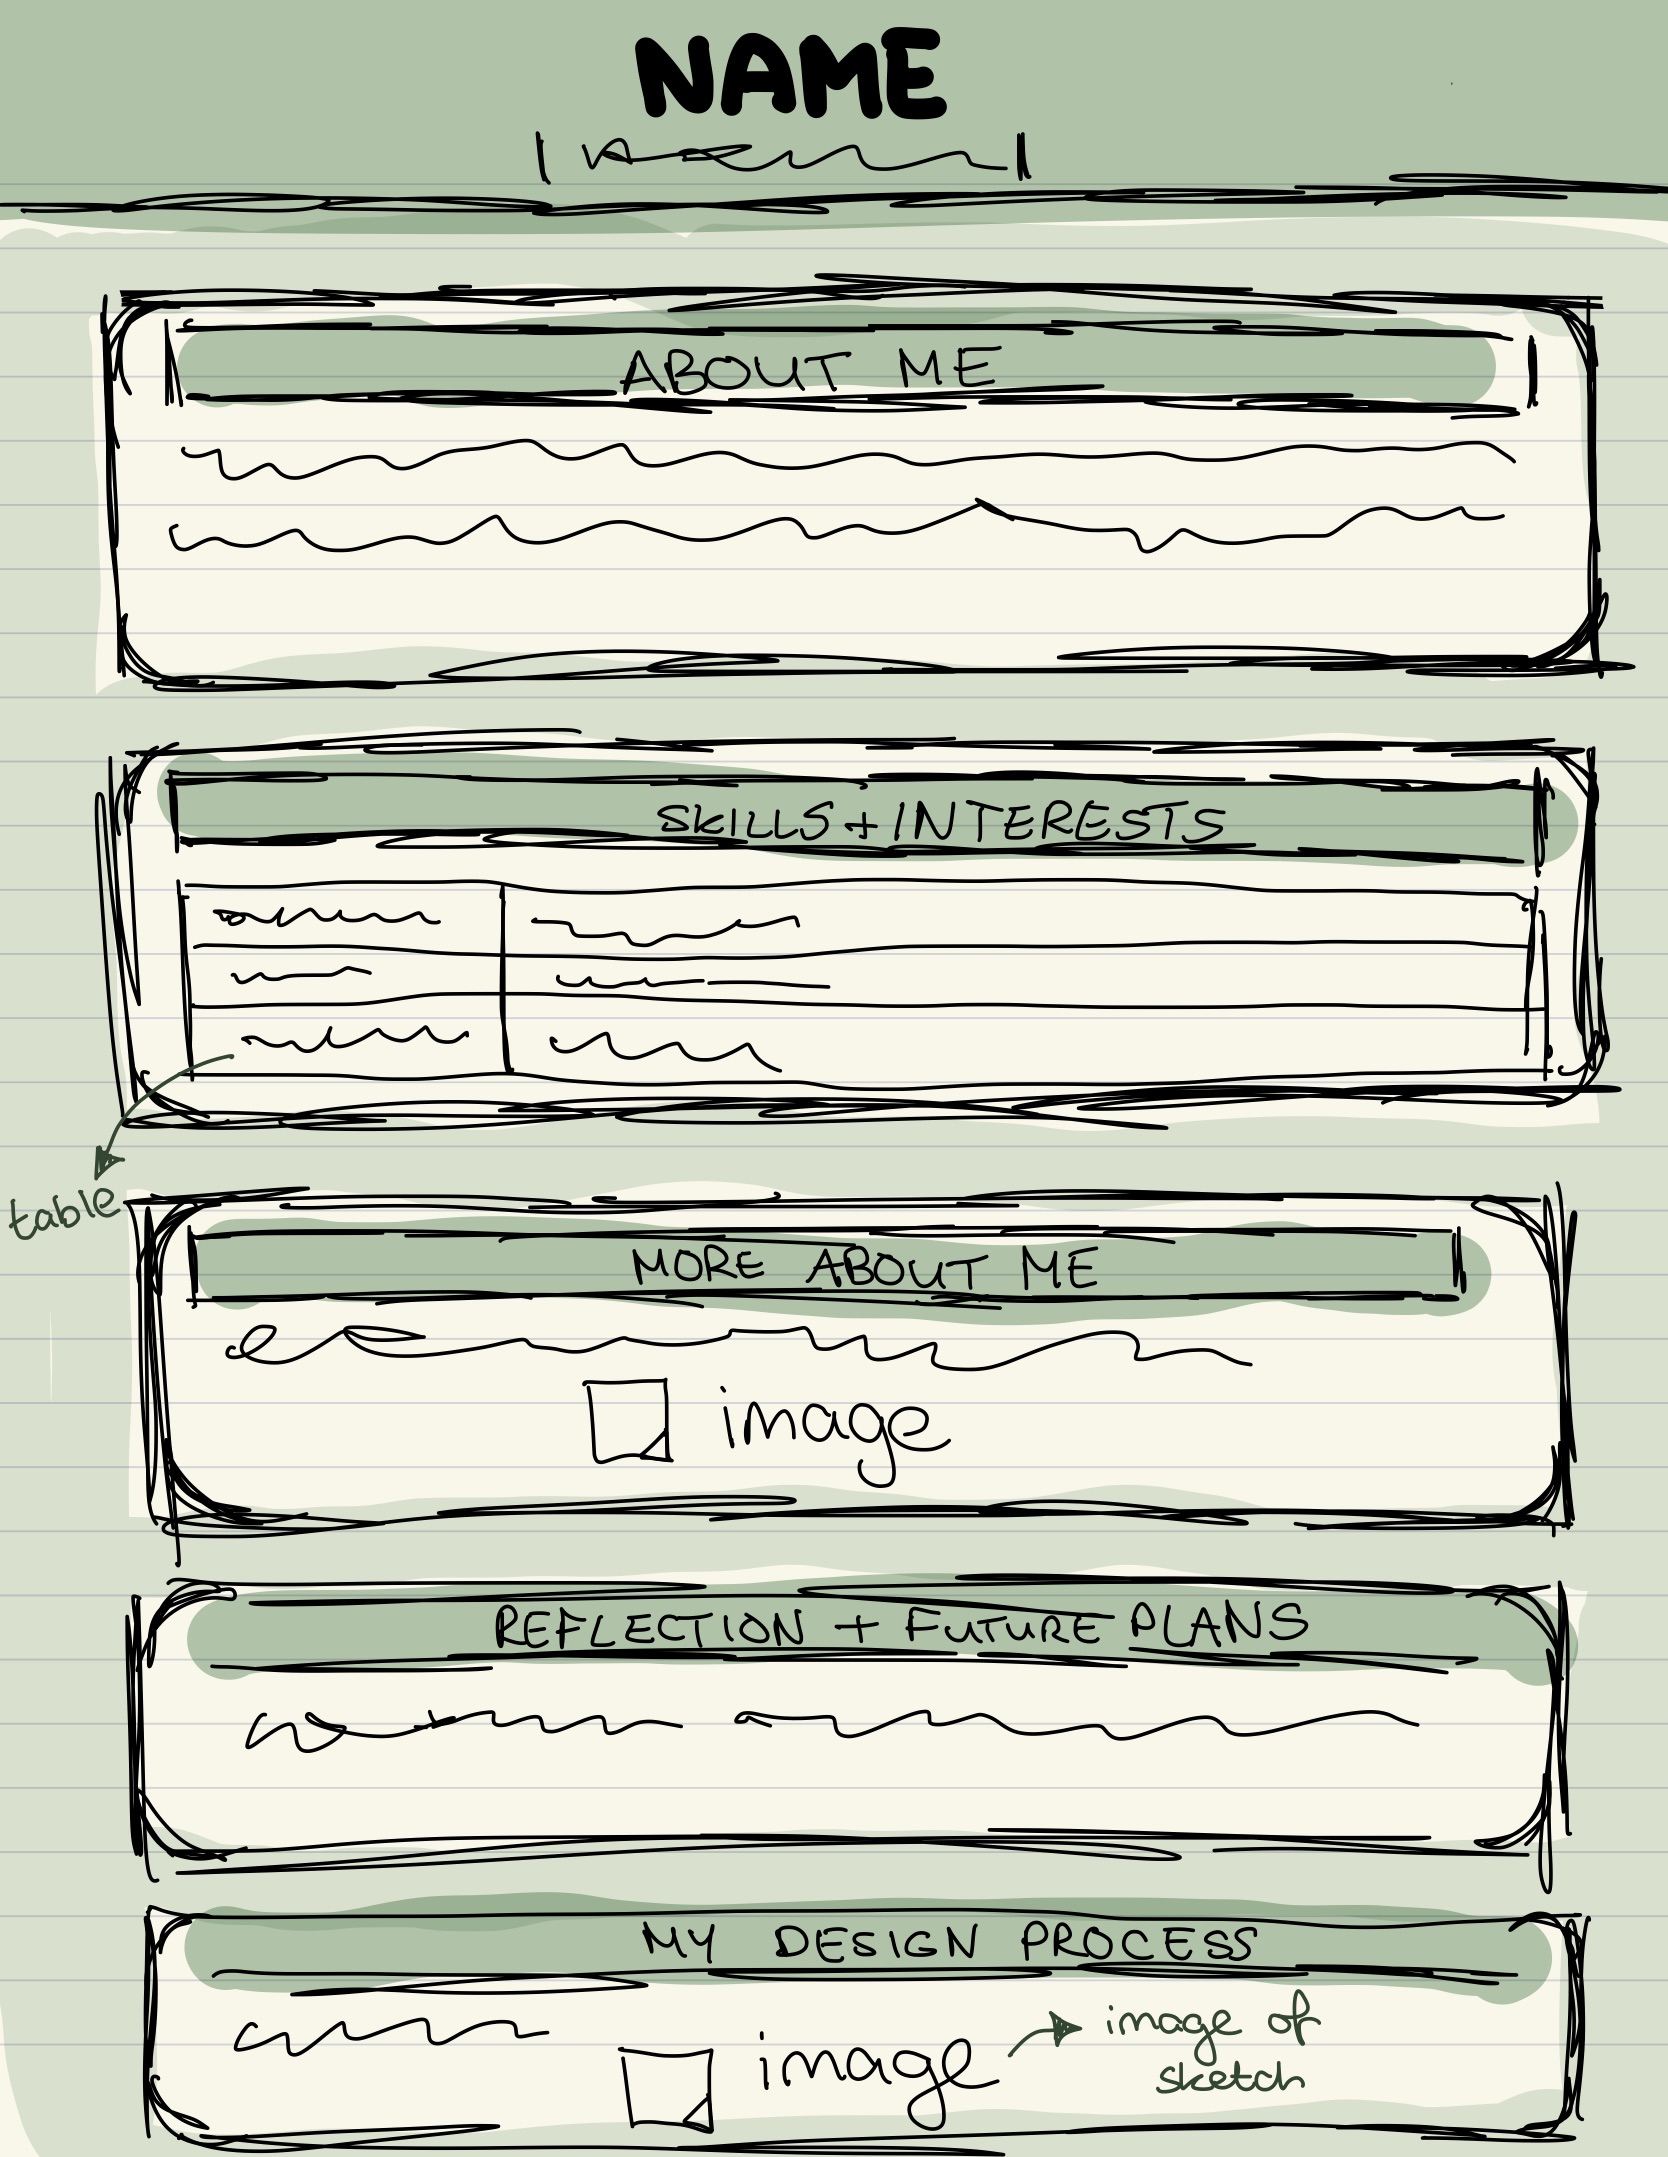 NAME
ABOUT ME
SKILLS + INTERESTS
table
MORE ABOUT ME
image
REFLECTION + FUTURE PLANS
MY DESIGN PROCESS
image
image of
sketch